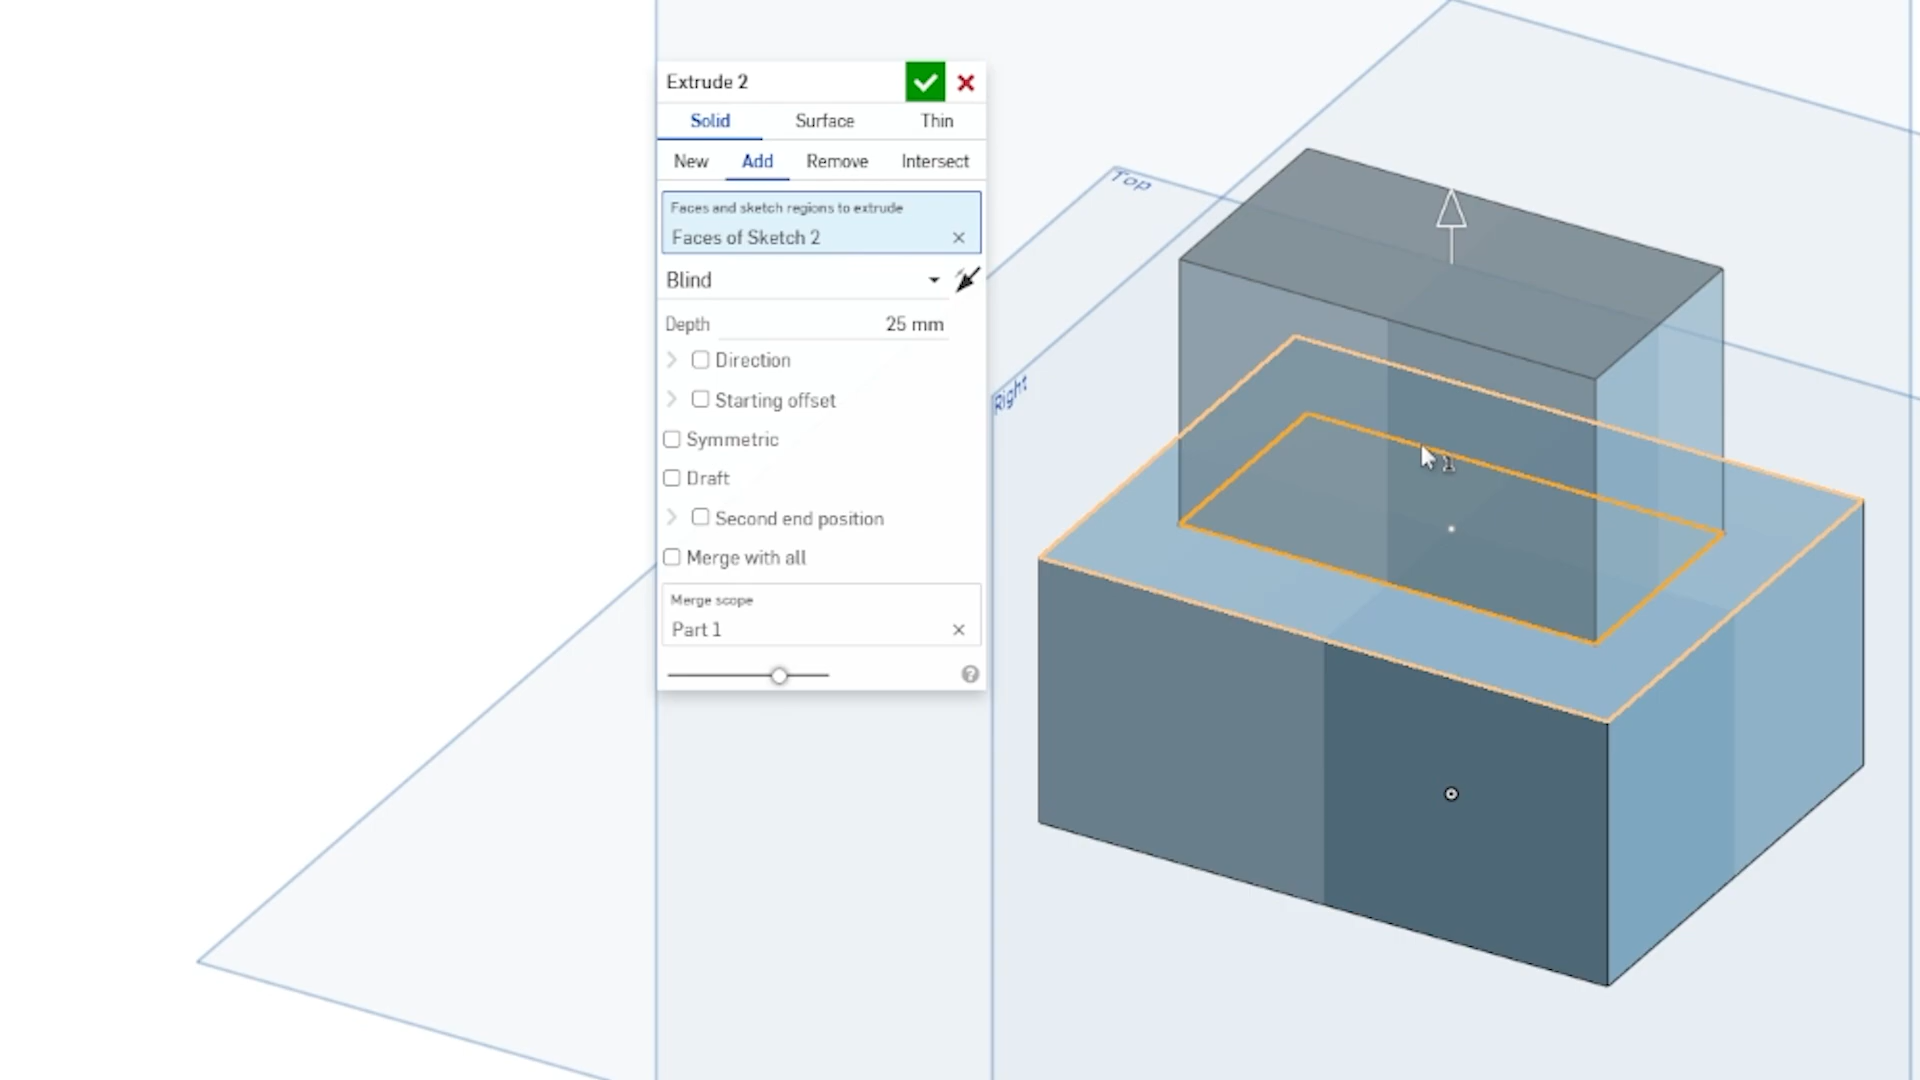 Extrude 2
Solid Surface Thin
New Add Remove Intersect
Faces and sketch regions to extrude
Faces of Sketch 2
Blind
Depth 25 mm
Direction
Starting offset
Symmetric
Draft
Second end position
Merge with all
Merge scope
Part 1
Top
Right